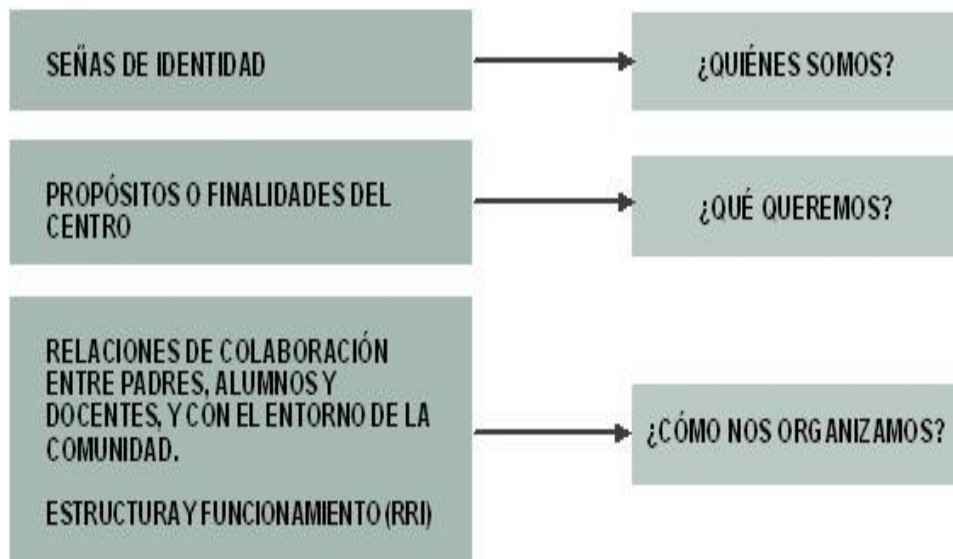 SEÑAS DE IDENTIDAD
¿QUIÉNES SOMOS?
PROPÓSITOS O FINALIDADES DEL
CENTRO
¿QUÉ QUEREMOS?
RELACIONES DE COLABORACIÓN
ENTRE PADRES, ALUMNOS Y
DOCENTES, Y CON EL ENTORNO DE LA
COMUNIDAD.
ESTRUCTURA Y FUNCIONAMIENTO (RRI)
¿CÓMO NOS ORGANIZAMOS?